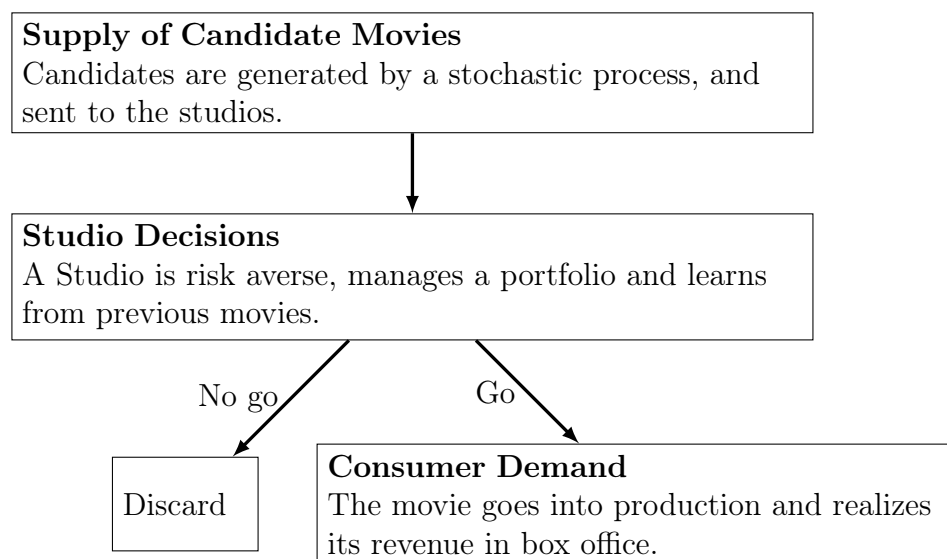 Supply of Candidate Movies
Candidates are generated by a stochastic process, and
sent to the studios.
Studio Decisions
A Studio is risk averse, manages a portfolio and learns
from previous movies.
No go
Go
Discard
Consumer Demand
The movie goes into production and realizes
its revenue in box office.